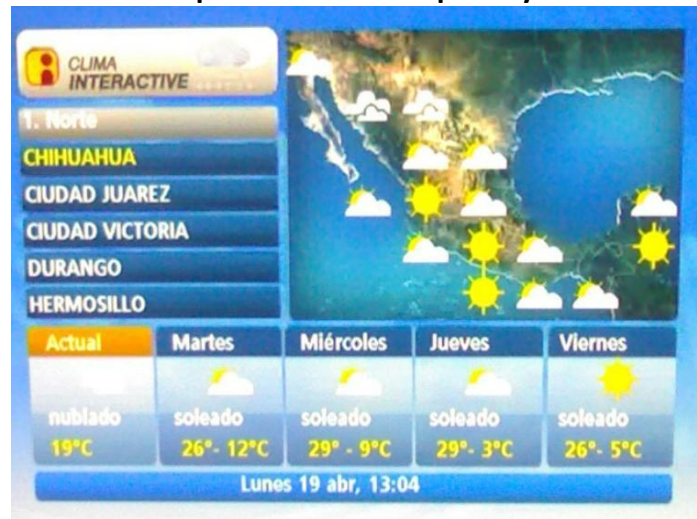 CLIMA
INTERACTIVE
1. Norte
CHIHUAHUA
CIUDAD JUAREZ
CIUDAD VICTORIA
DURANGO
HERMOSILLO
Actual Martes Miércoles Jueves Viernes
nublado soleado soleado soleado soleado
19°C 26°- 12°C 29° - 9°C 29°- 3°C 26°- 5°C
Lunes 19 abr, 13:04